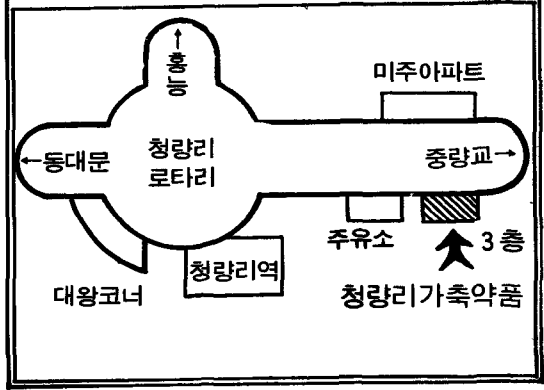 ↑
홍
능
미주아파트
←동대문
청량리
로타리
중량교→
주유소
3층
청량리역
대왕코너
청량리가축약품